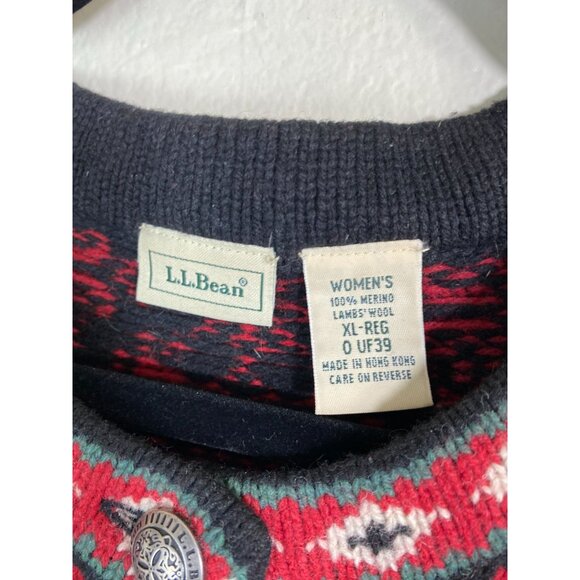 L.L.Bean®
WOMEN'S
100% MERINO
LAMBS' WOOL
XL-REG
0 UF39
MADE IN HONG KONG
CARE ON REVERSE
L.L.B